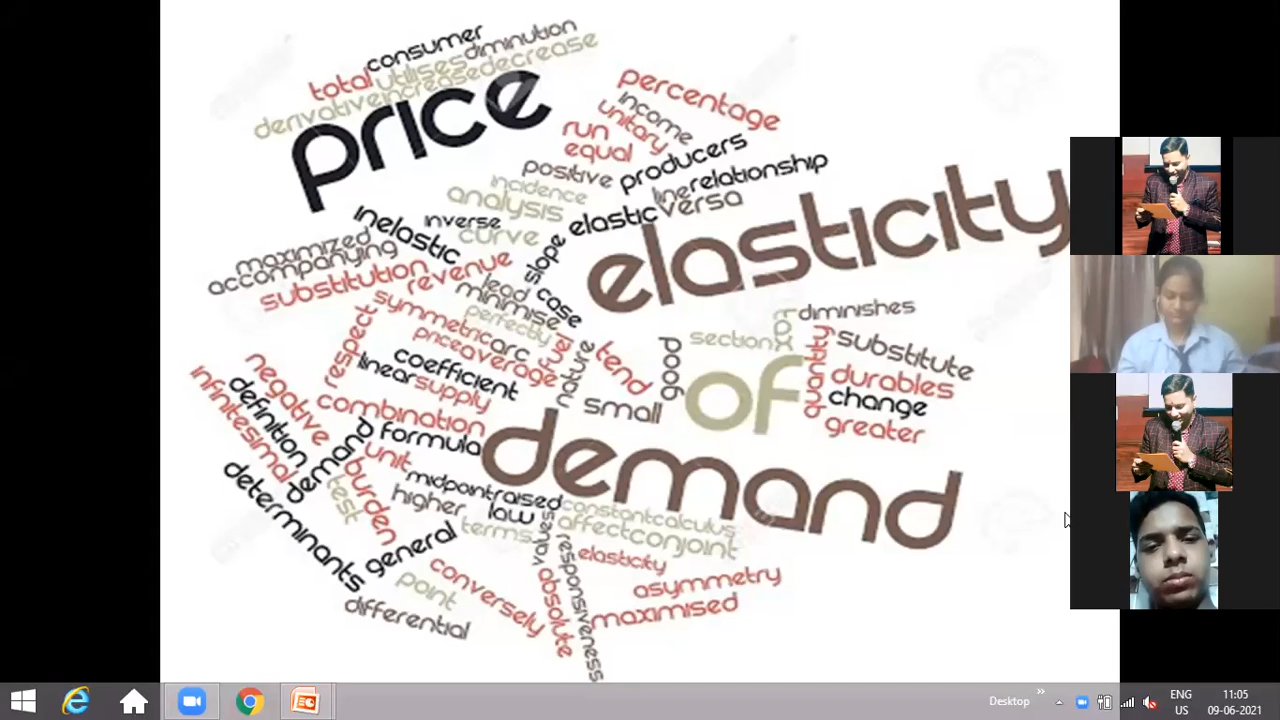 consumer
diminution
total
utilises
decrease
derivative
increase
price
percentage
income
unitary
run
equal
producers
positive
relationship
line
incidence
analysis
versa
elastic
elasticity
inelastic
inverse
curve
slope
maximized
accompanying
substitution
revenue
lead
case
minimise
perfectly
symmetric
arc
price
average
fuel
nature
tend
good
section
diminishes
quantity
substitute
durables
change
greater
of
small
respect
coefficient
linear
supply
combination
formula
demand
negative
definition
infinitesimal
demand
unit
burden
test
determinants
midpoint
raised
higher
law
terms
general
constant
calculus
affect
conjoint
values
responsiveness
elasticity
asymmetry
absolute
maximised
conversely
point
differential
Desktop
»
ENG
US
11:05
09-06-2021